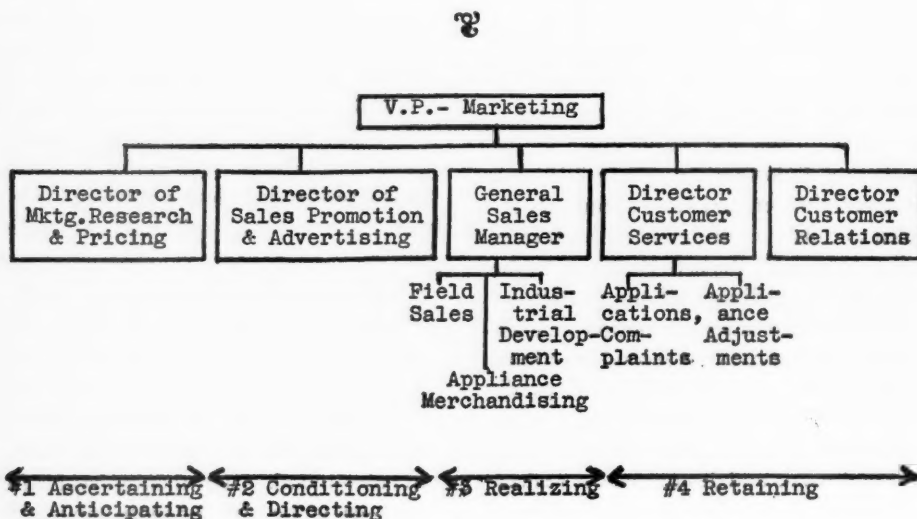 V.P.- Marketing
Director of
Mktg.Research
& Pricing
Director of
Sales Promotion
& Advertising
General
Sales
Manager
Director
Customer
Services
Director
Customer
Relations
Field
Sales
Indus-
trial
Develop-
ment
Appliance
Merchandising
Appli-
cations,
Com-
plaints
Appli-
ance
Adjust-
ments
#1 Ascertaining
& Anticipating
#2 Conditioning
& Directing
#3 Realizing
#4 Retaining